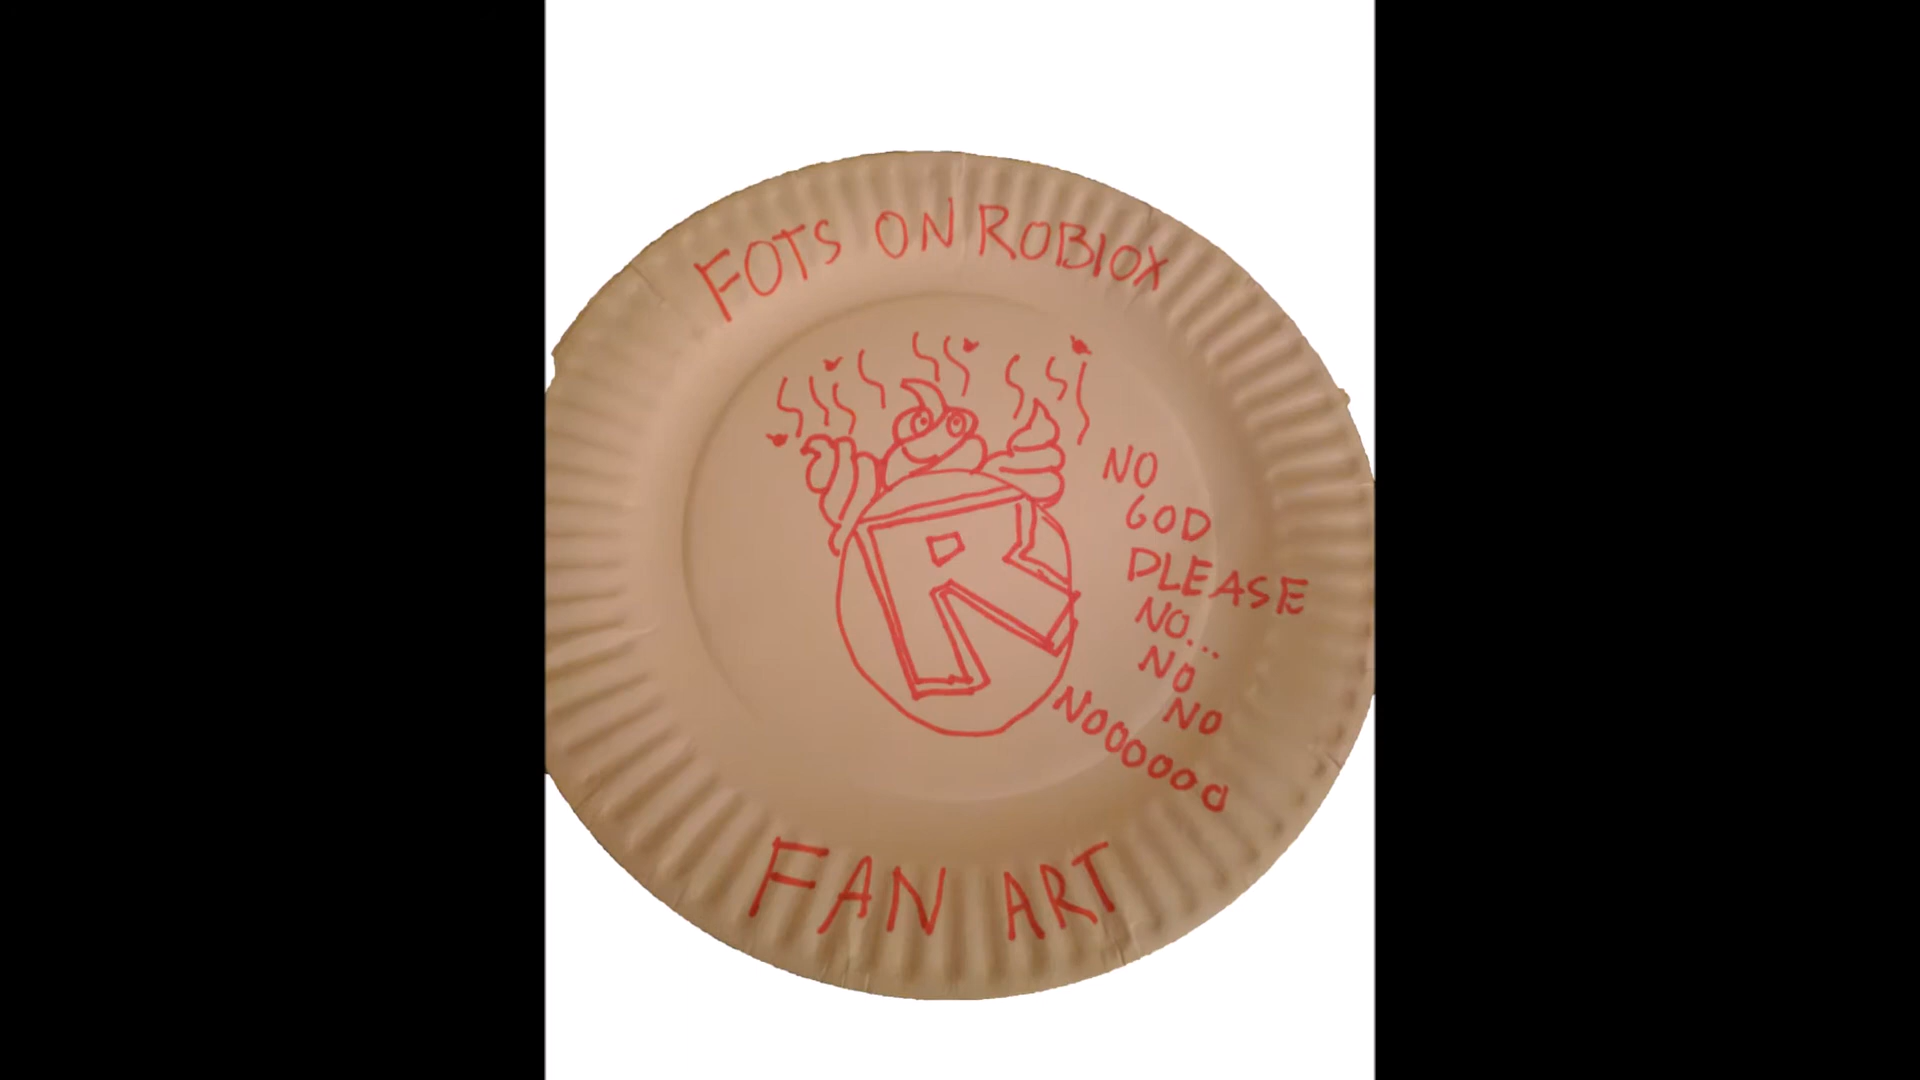 FOTS ON ROBIOX
R
NO
GOD
PLEASE
NO...
NO
NO
NOOOOOO
FAN ART